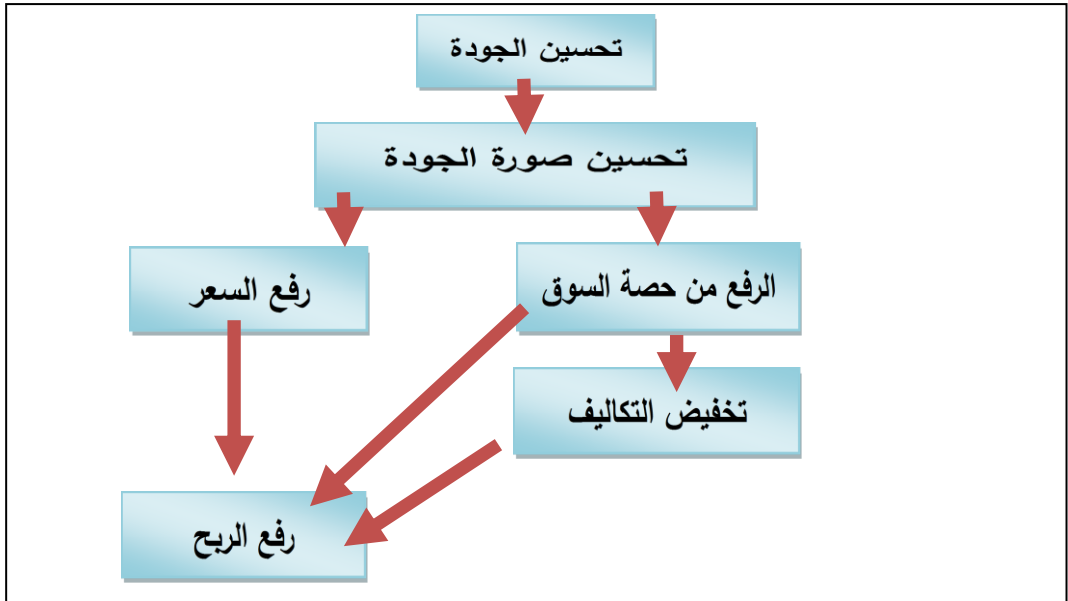 تحسين الجودة
تحسين صورة الجودة
الرفع من حصة السوق
رفع السعر
تخفيض التكاليف
رفع الربح